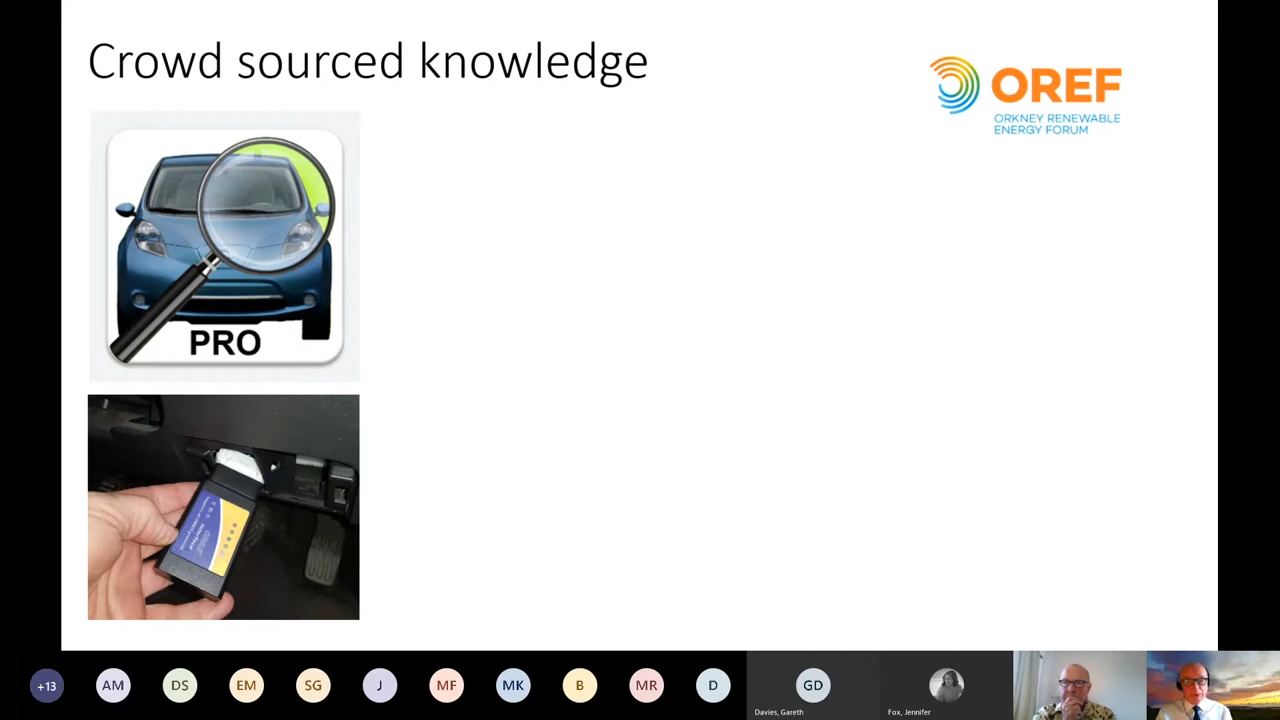 Crowd sourced knowledge
OREF
ORKNEY RENEWABLE
ENERGY FORUM
PRO
+13
AM
DS
EM
SG
J
MF
MK
B
MR
D
GD
Davies, Gareth
Fox, Jennifer